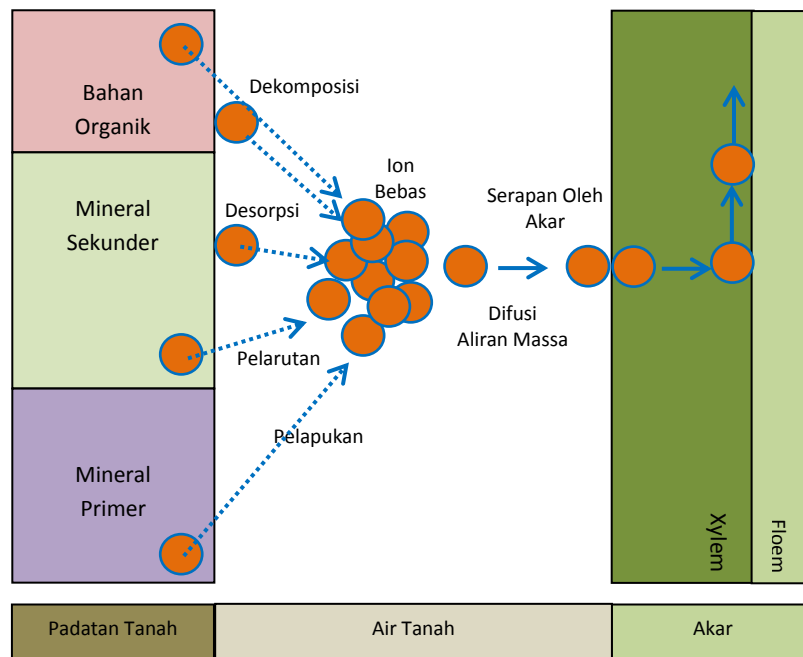 Bahan
Organik
Dekomposisi
Mineral
Sekunder
Desorpsi
Ion
Bebas
Serapan Oleh
Akar
Difusi
Aliran Massa
Pelarutan
Pelapukan
Mineral
Primer
Xylem
Floem
Padatan Tanah
Air Tanah
Akar